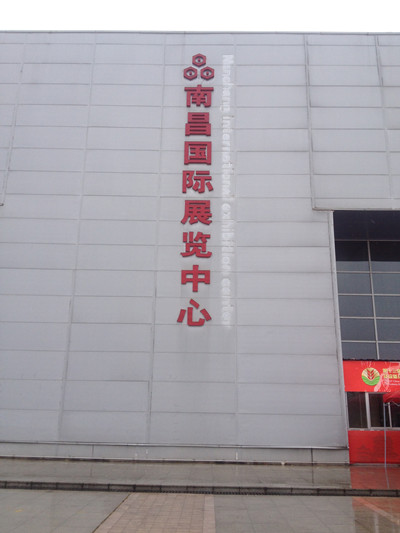 南昌国际展览中心
Nanchang international exhibition center